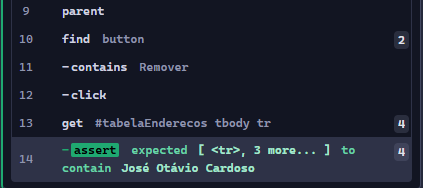 9 parent
10 find button 2
11 -contains Remover
12 -click
13 get #tabelaEnderecos tbody tr 4
14 -assert expected [ <tr>, 3 more... ] to 4
contain José Otávio Cardoso